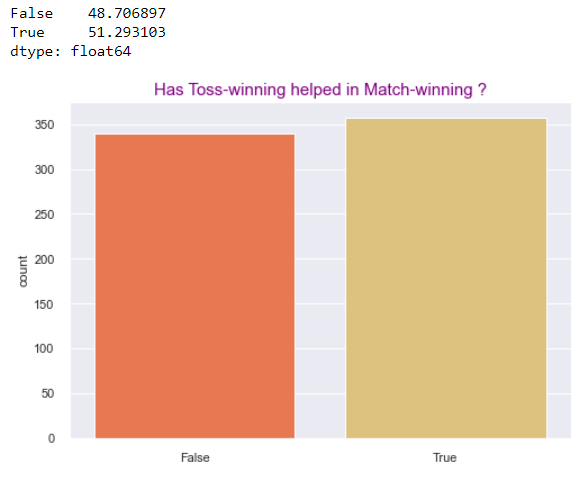 False    48.706897
True     51.293103
dtype: float64
Has Toss-winning helped in Match-winning ?
350
300
250
200
150
100
50
0
count
False
True